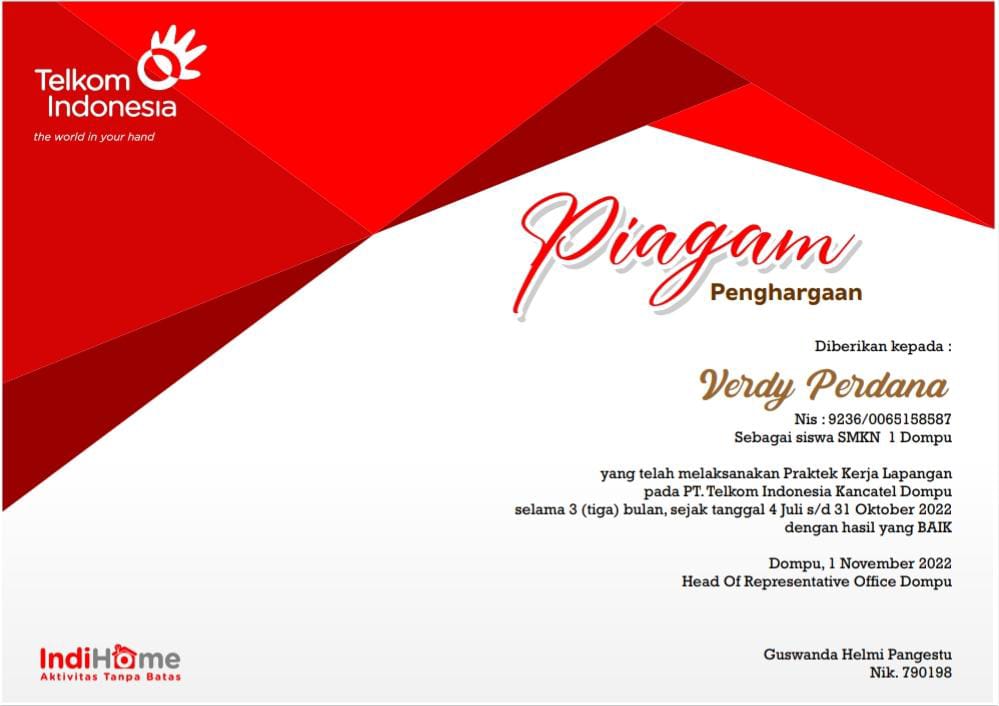 Telkom
Indonesia
the world in your hand
Piagam
Penghargaan
Diberikan kepada :
Verdy Perdana
Nis : 9236/0065158587
Sebagai siswa SMKN 1 Dompu
yang telah melaksanakan Praktek Kerja Lapangan
pada PT. Telkom Indonesia Kancatel Dompu
selama 3 (tiga) bulan, sejak tanggal 4 Juli s/d 31 Oktober 2022
dengan hasil yang BAIK
Dompu, 1 November 2022
Head Of Representative Office Dompu
IndiHome
Aktivitas Tanpa Batas
Guswanda Helmi Pangestu
Nik. 790198